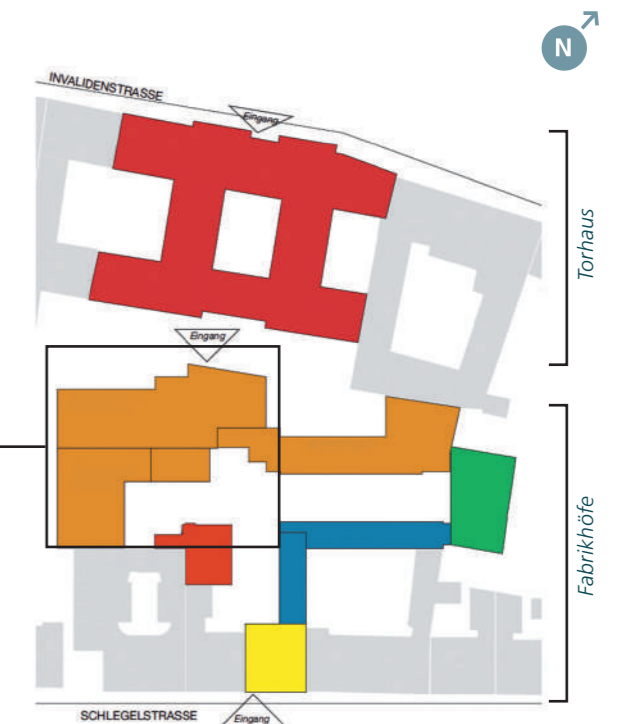 N
INVALIDENSTRASSE
Eingang
Torhaus
Eingang
Fabrikhöfe
SCHLEGELSTRASSE
Eingang